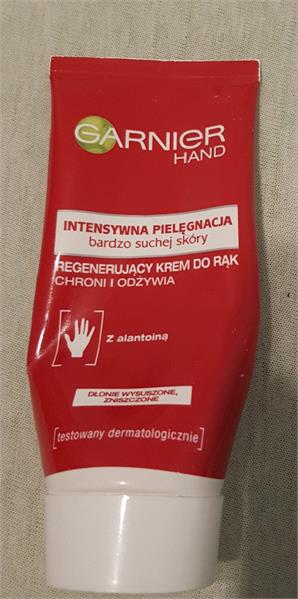 GARNIER
HAND
INTENSYWNA PIELĘGNACJA
bardzo suchej skóry
REGENERUJĄCY KREM DO RĄK
CHRONI I ODŻYWIA
Z alantoiną
DŁONIE WYSUSZONE,
ZNISZCZONE
[testowany dermatologicznie]